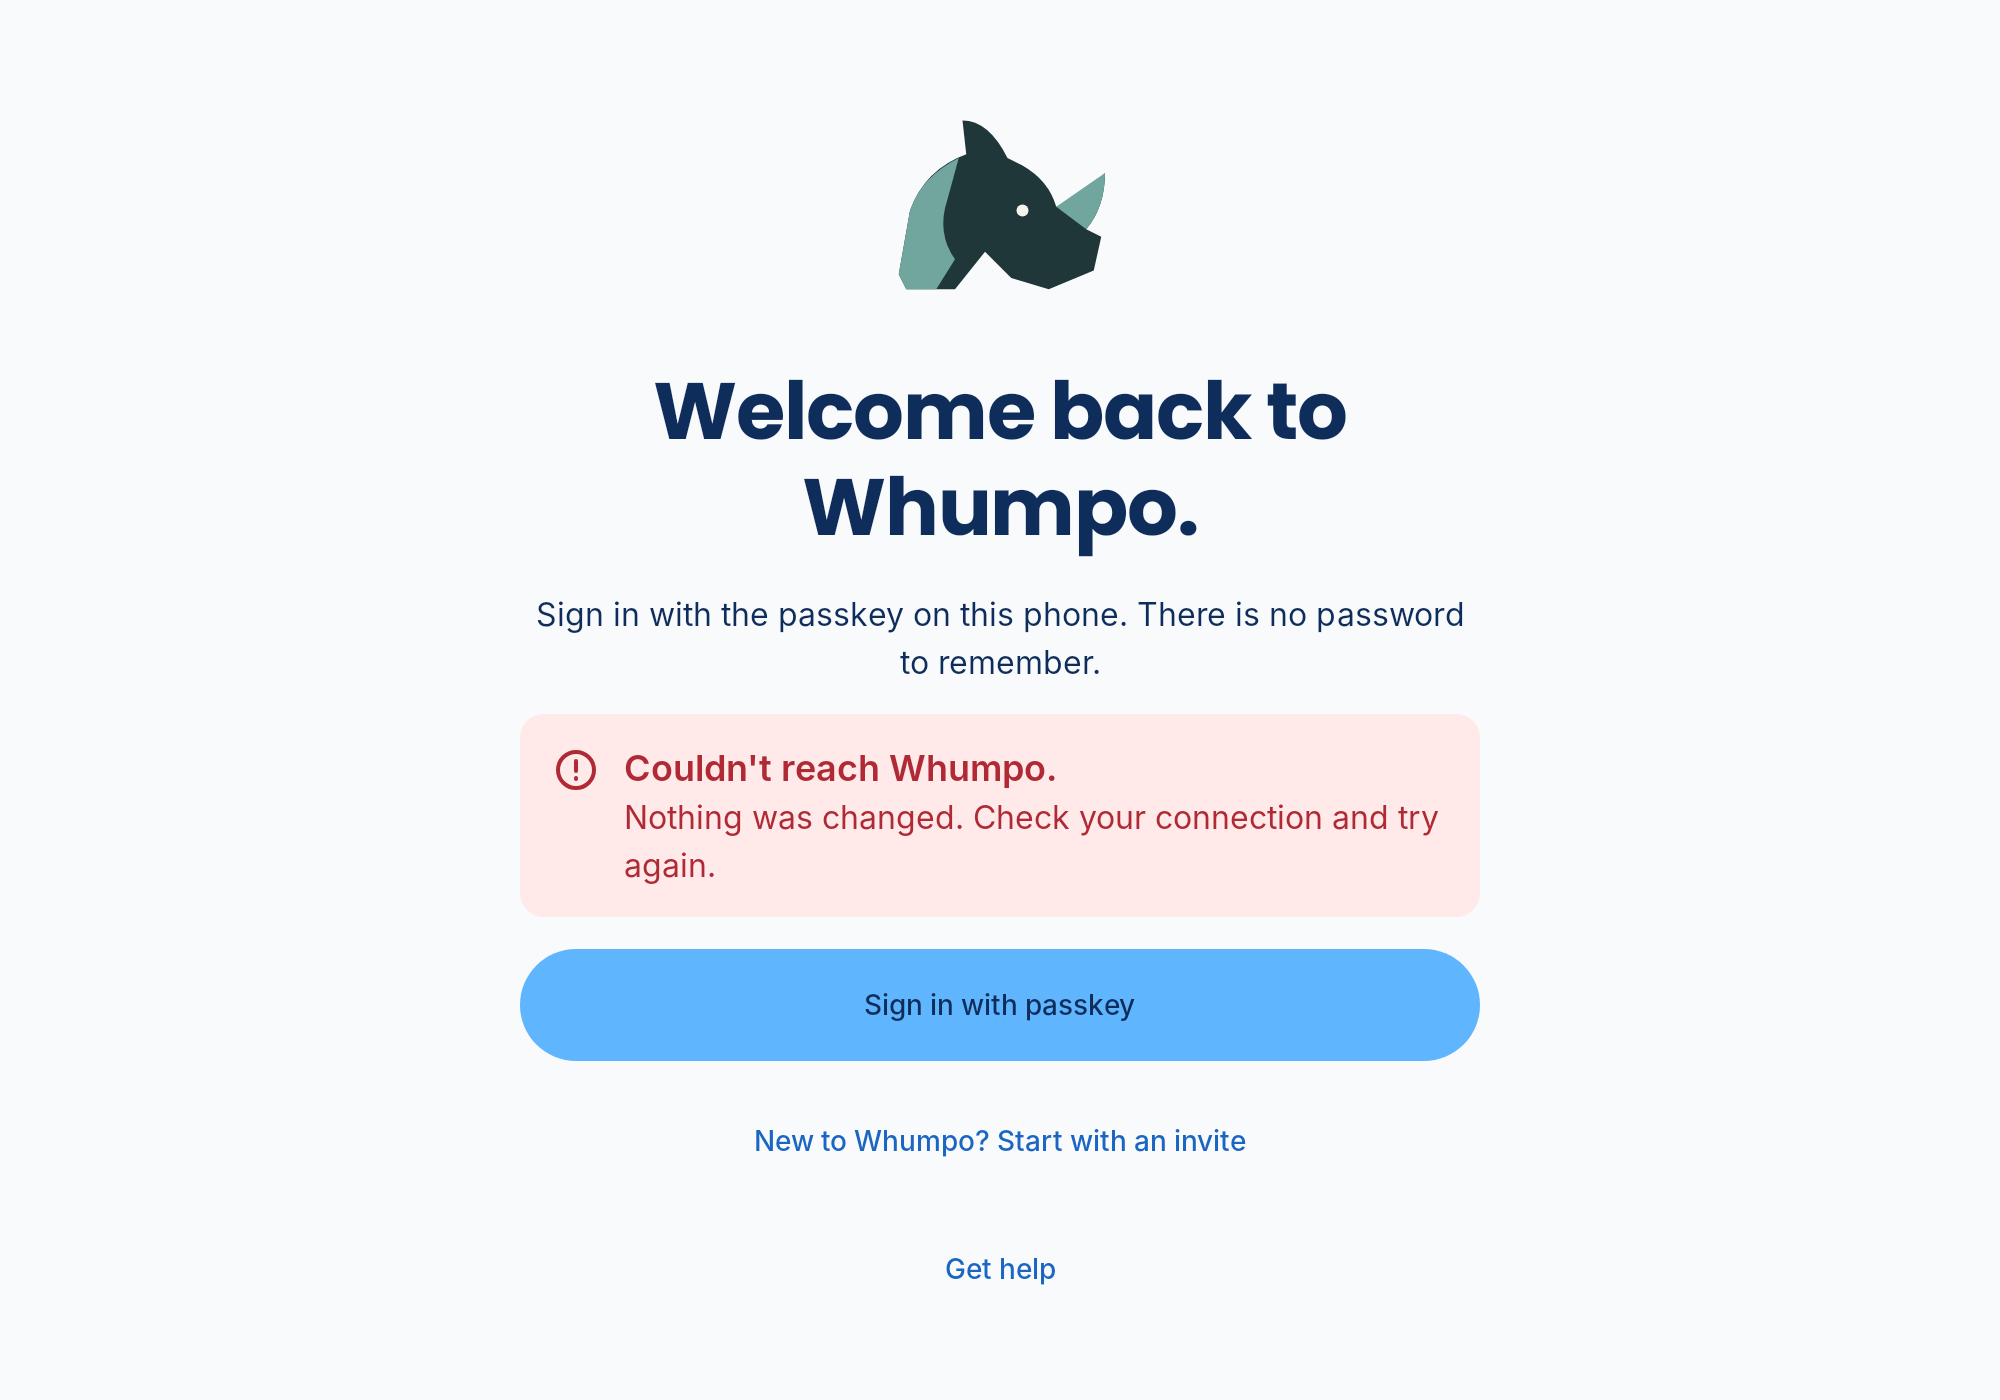 Welcome back to
Whumpo.
Sign in with the passkey on this phone. There is no password
to remember.
Couldn't reach Whumpo.
Nothing was changed. Check your connection and try
again.
Sign in with passkey
New to Whumpo? Start with an invite
Get help